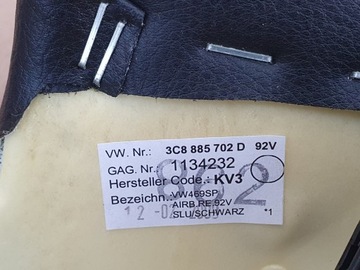 VW. Nr.: 3C8 885 702 D 92V
GAG. Nr.: 1134232
Hersteller Code.: KV3
862
Bezeichn.: VW469SP
AIRB.RE.92V
SLU/SCHWARZ *1